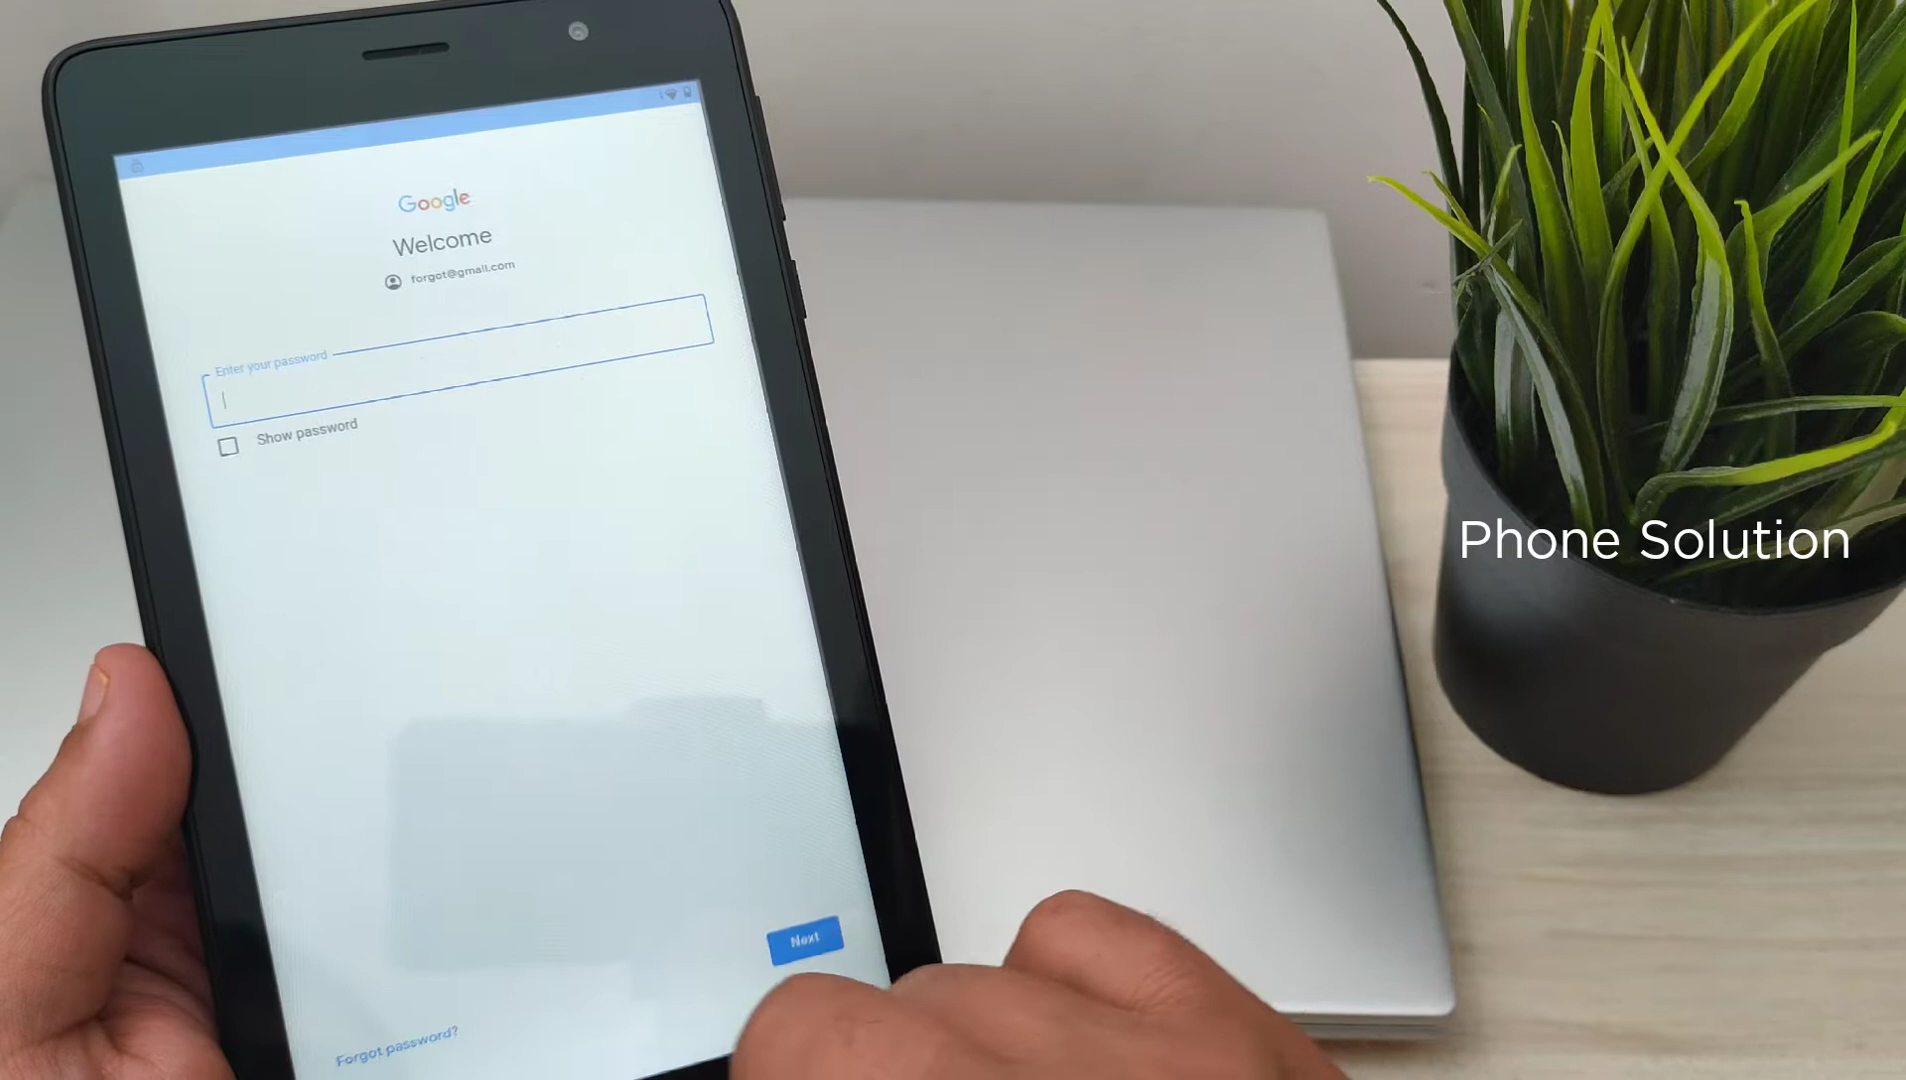 Google
Welcome
forgot@gmail.com
Enter your password
Show password
Next
Forgot password?
Phone Solution